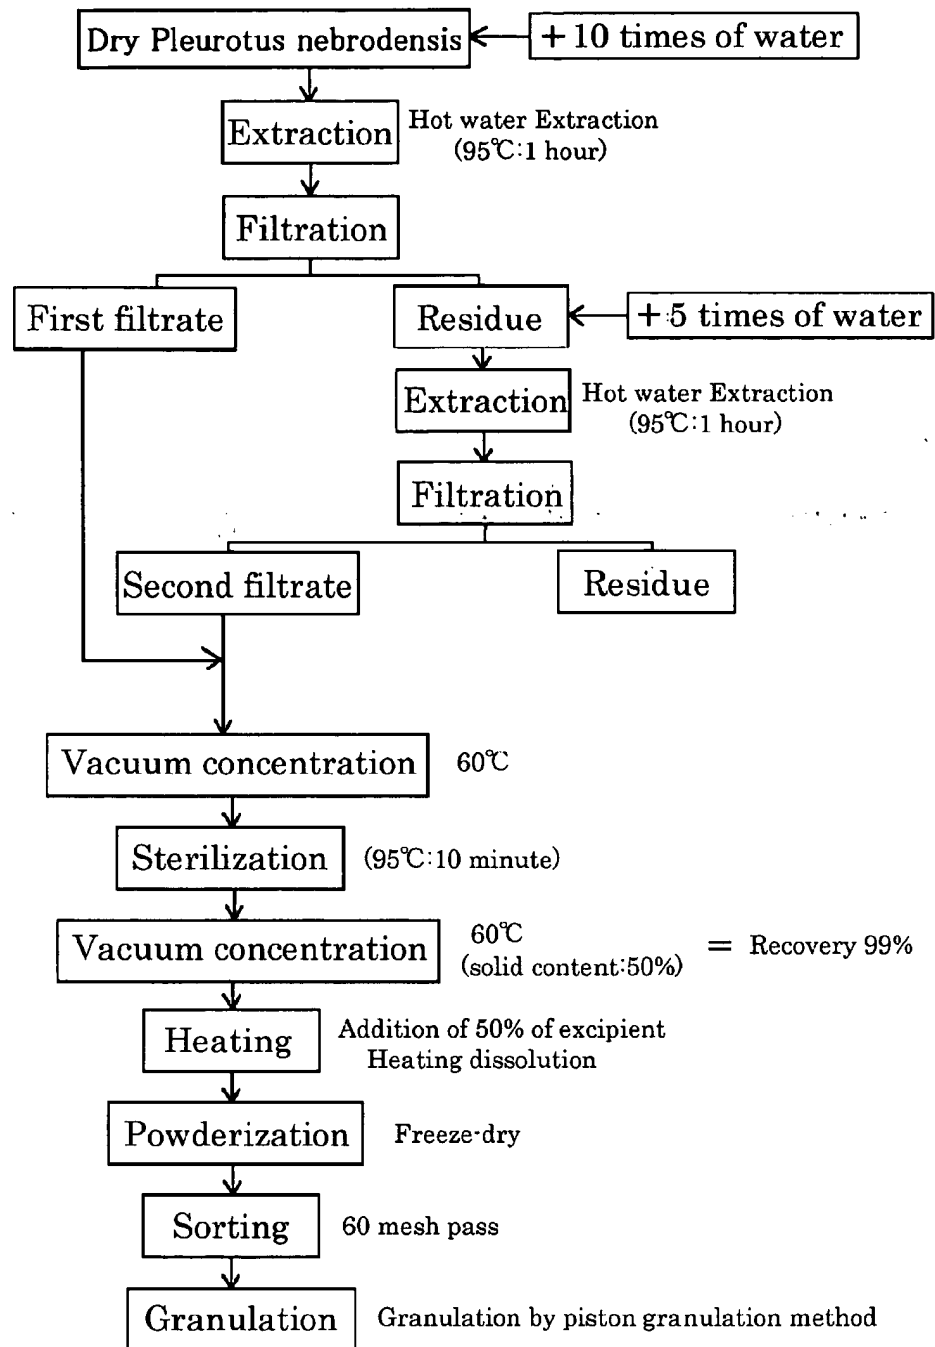 Dry Pleurotus nebrodensis
+ 10 times of water
Extraction
Hot water Extraction
(95℃:1 hour)
Filtration
First filtrate
Residue
+ 5 times of water
Extraction
Hot water Extraction
(95℃:1 hour)
Filtration
Second filtrate
Residue
Vacuum concentration
60℃
Sterilization
(95℃:10 minute)
Vacuum concentration
60℃
(solid content:50%)
= Recovery 99%
Heating
Addition of 50% of excipient
Heating dissolution
Powderization
Freeze-dry
Sorting
60 mesh pass
Granulation
Granulation by piston granulation method